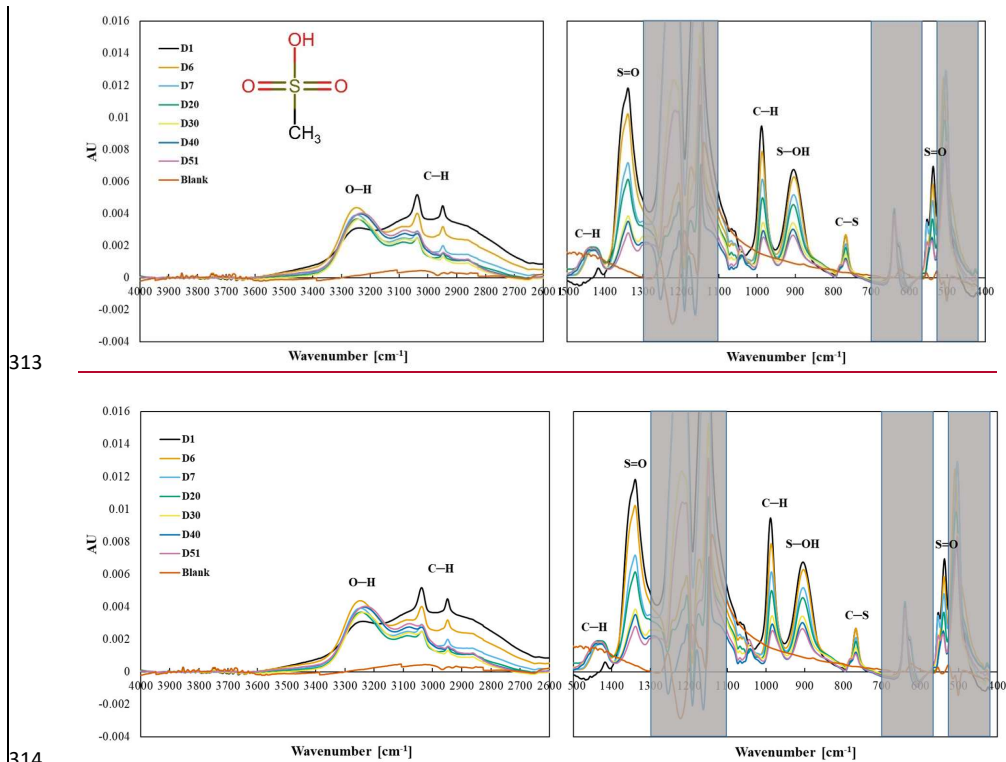 0.016
0.014
0.012
0.01
0.008
0.006
0.004
0.002
0
-0.002
-0.004
AU
D1
D6
D7
D20
D30
D40
D51
Blank
OH
O S O
CH3
O—H
C—H
4000 3900 3800 3700 3600 3500 3400 3300 3200 3100 3000 2900 2800 2700 2600
Wavenumber [cm-1]
S=O
C—H
S—OH
S=O
C—S
C—H
1500 1400 1300 1200 1100 1000 900 800 700 600 500 400
Wavenumber [cm-1]
313
0.016
0.014
0.012
0.01
0.008
0.006
0.004
0.002
0
-0.002
-0.004
AU
D1
D6
D7
D20
D30
D40
D51
Blank
O—H
C—H
4000 3900 3800 3700 3600 3500 3400 3300 3200 3100 3000 2900 2800 2700 2600
Wavenumber [cm-1]
S=O
C—H
S—OH
S=O
C—S
C—H
500 1400 1300 1200 1100 1000 900 800 700 600 500 400
Wavenumber [cm-1]
314